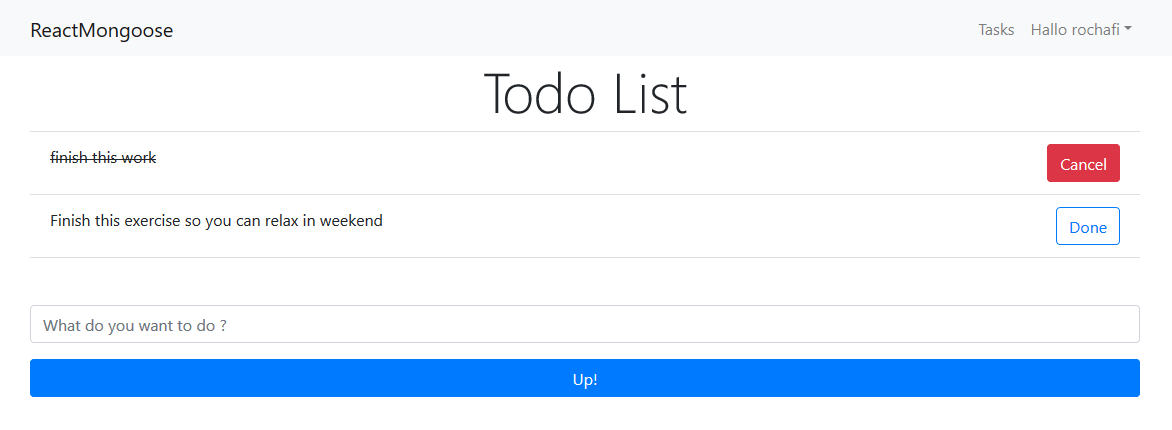 ReactMongoose Tasks Hallo rochafi
Todo List
finish this work Cancel
Finish this exercise so you can relax in weekend Done
What do you want to do ?
Up!